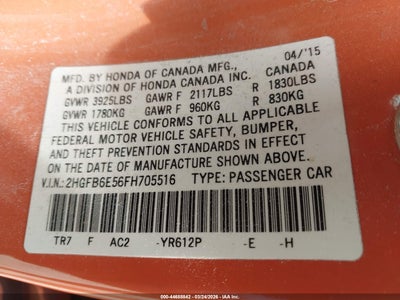 MFD. BY HONDA OF CANADA MFG., 04/'15
A DIVISION OF HONDA CANADA INC. CANADA
GVWR 3925LBS GAWR F 2117LBS R 1830LBS
GVWR 1780KG GAWR F 960KG R 830KG
THIS VEHICLE CONFORMS TO ALL APPLICABLE
FEDERAL MOTOR VEHICLE SAFETY, BUMPER,
AND THEFT PREVENTION STANDARDS IN EFFECT
ON THE DATE OF MANUFACTURE SHOWN ABOVE.
V.I.N.: 2HGFB6E56FH705516 TYPE: PASSENGER CAR
TR7 F AC2 -YR612P -E -H
000-44688842 - 03/24/2026 - IAA Inc.